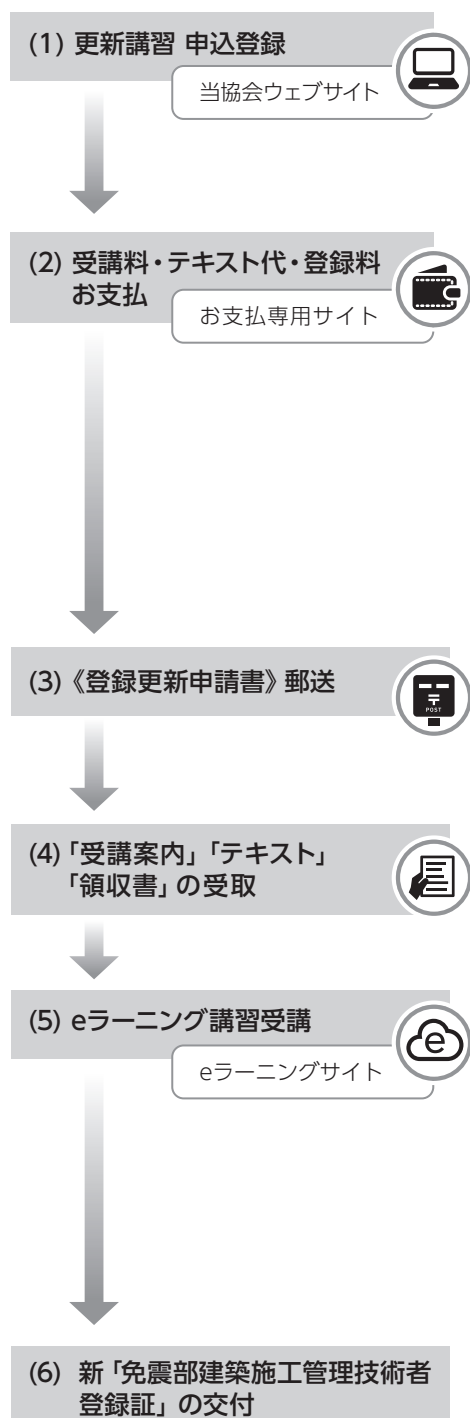 (1) 更新講習 申込登録
当協会ウェブサイト
(2) 受講料・テキスト代・登録料
お支払
お支払専用サイト
(3)《登録更新申請書》郵送
〒
POST
(4)「受講案内」「テキスト」
「領収書」の受取
(5) eラーニング講習受講
e
eラーニングサイト
(6) 新「免震部建築施工管理技術者
登録証」の交付